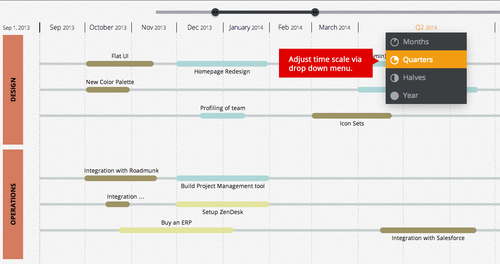 Sep 1, 2013
Sep 2013
October 2013
Nov 2013
Dec 2013
January 2014
Feb 2014
March 2014
Q2 2014
Months
Quarters
Halves
Year
Adjust time scale via
drop down menu.
DESIGN
Flat UI
Homepage Redesign
New Color Palette
Profiling of team
Icon Sets
OPERATIONS
Integration with Roadmunk
Build Project Management tool
Integration ...
Setup ZenDesk
Buy an ERP
Integration with Salesforce